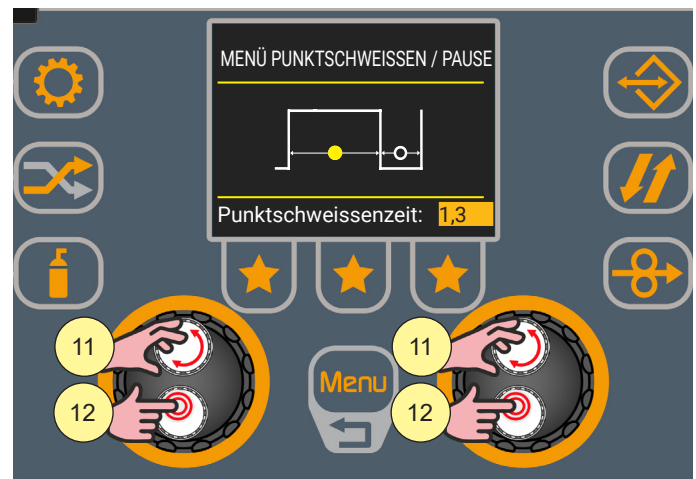 MENÜ PUNKTSCHWEISSEN / PAUSE
Punktschweissenzeit: 1,3
11
11
12
12
Menu